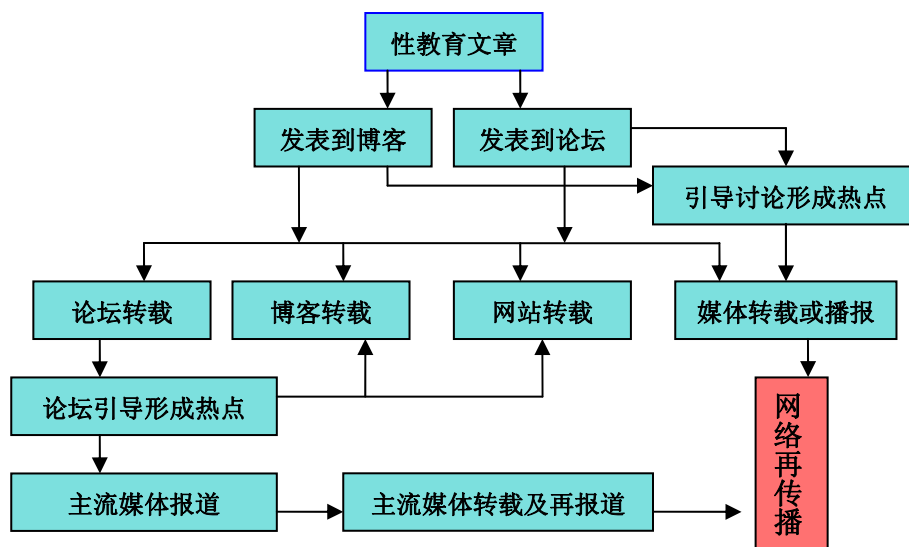 性教育文章
发表到博客
发表到论坛
引导讨论形成热点
论坛转载
博客转载
网站转载
媒体转载或播报
论坛引导形成热点
网络再传播
主流媒体报道
主流媒体转载及再报道